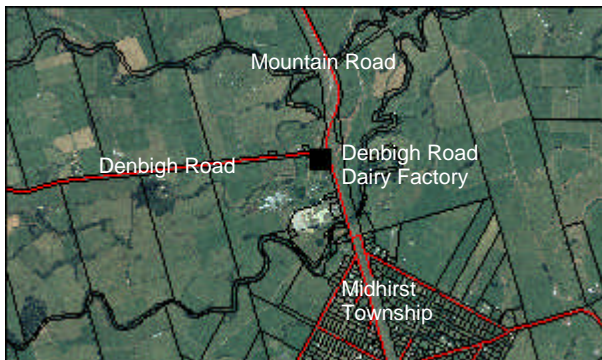 Mountain Road
Denbigh Road
Denbigh Road
Dairy Factory
Midhirst
Township